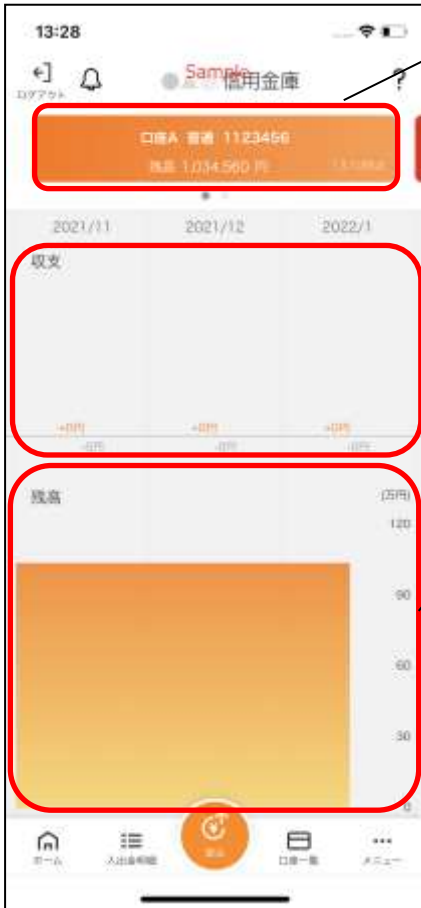 13:28
ログアウト
Sample
信用金庫
?
口座A 普通 1123456
残高 1,034,560 円
2021/11 2021/12 2022/1
収支
+0円 +0円 +0円
-0円 -0円 -0円
残高 (万円)
120
90
60
30
0
ホーム 入出金明細 口座一覧 メニュー